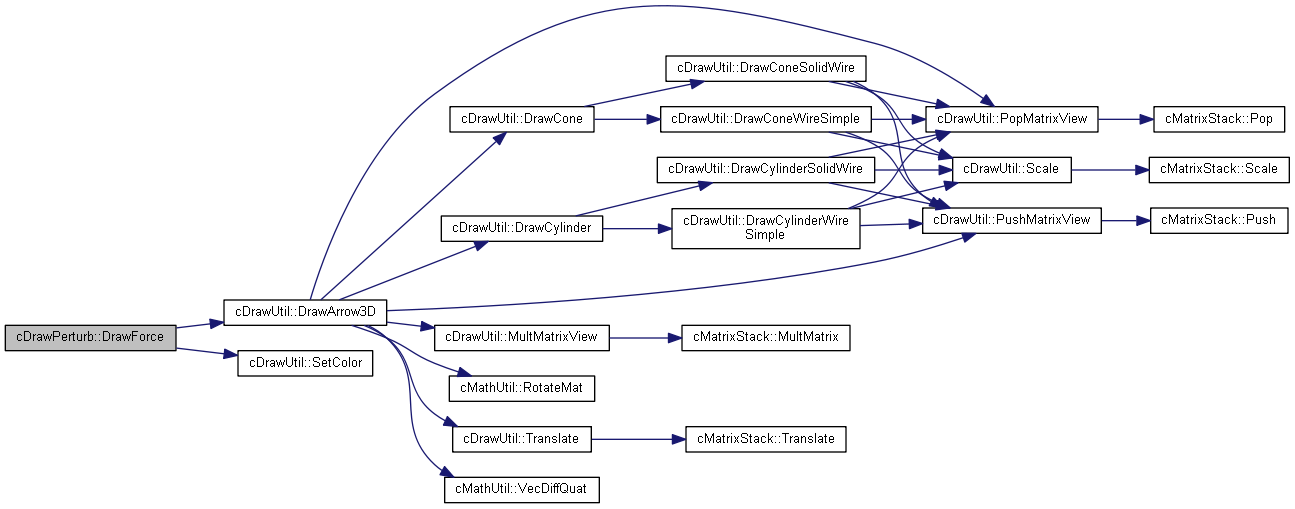 cDrawPerturb::DrawForce
cDrawUtil::DrawArrow3D
cDrawUtil::SetColor
cDrawUtil::DrawCone
cDrawUtil::DrawCylinder
cDrawUtil::MultMatrixView
cMathUtil::RotateMat
cDrawUtil::Translate
cMathUtil::VecDiffQuat
cDrawUtil::DrawConeSolidWire
cDrawUtil::DrawConeWireSimple
cDrawUtil::DrawCylinderSolidWire
cDrawUtil::DrawCylinderWire
Simple
cMatrixStack::MultMatrix
cMatrixStack::Translate
cDrawUtil::PopMatrixView
cDrawUtil::Scale
cDrawUtil::PushMatrixView
cMatrixStack::Pop
cMatrixStack::Scale
cMatrixStack::Push